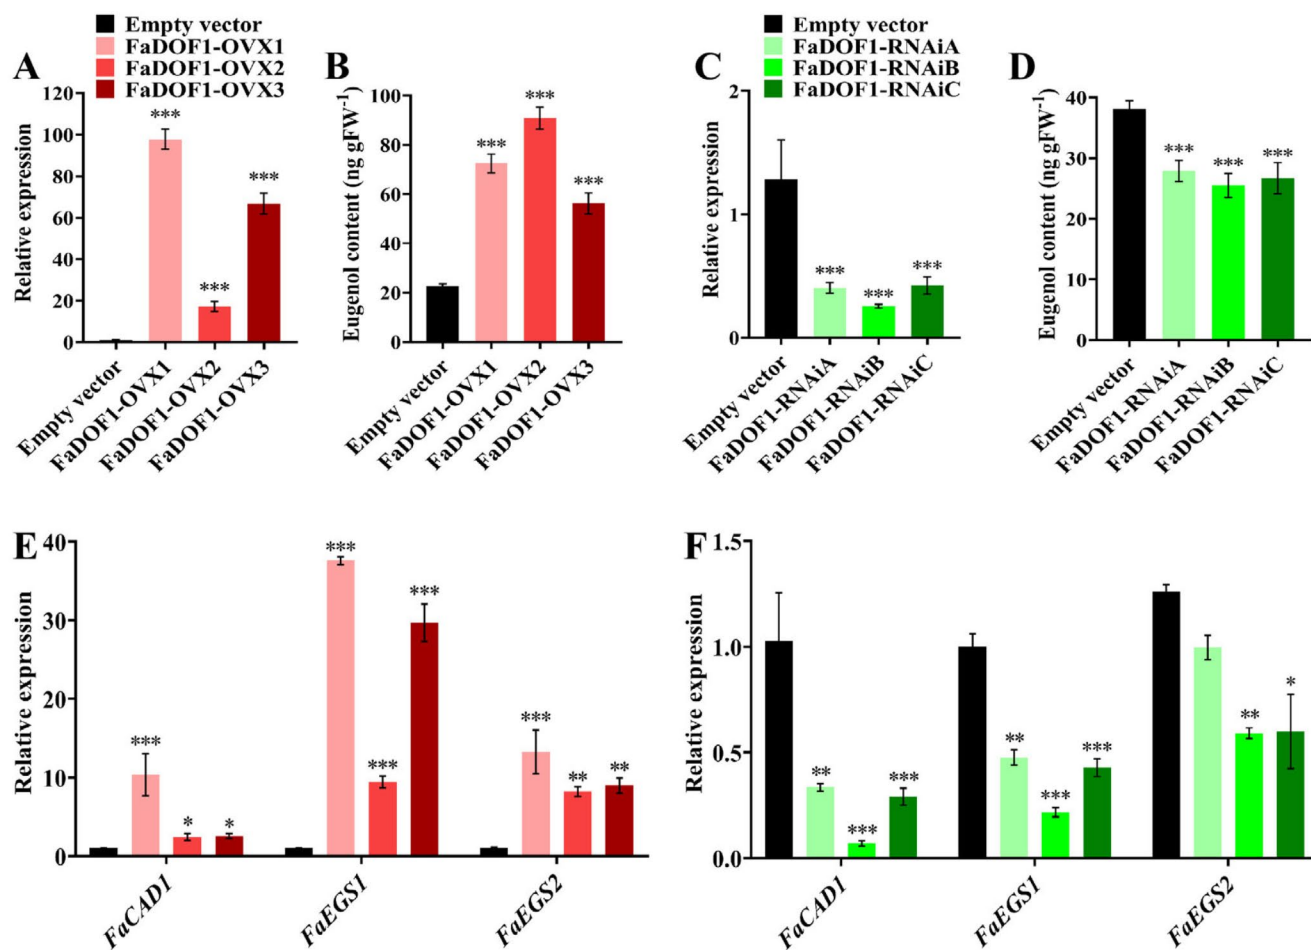 Empty vector
FaDOF1-OVX1
FaDOF1-OVX2
FaDOF1-OVX3
Empty vector
FaDOF1-RNAiA
FaDOF1-RNAiB
FaDOF1-RNAiC
A
Relative expression
120
100
80
60
40
20
0
***
***
***
Empty vector
FaDOF1-OVX1
FaDOF1-OVX2
FaDOF1-OVX3
B
Eugenol content (ng gFW⁻¹)
100
80
60
40
20
0
***
***
***
Empty vector
FaDOF1-OVX1
FaDOF1-OVX2
FaDOF1-OVX3
C
Relative expression
2
1
0
***
***
***
Empty vector
FaDOF1-RNAiA
FaDOF1-RNAiB
FaDOF1-RNAiC
D
Eugenol content (ng gFW⁻¹)
40
30
20
10
0
***
***
***
Empty vector
FaDOF1-RNAiA
FaDOF1-RNAiB
FaDOF1-RNAiC
E
Relative expression
40
30
20
10
0
***
*
*
***
***
***
***
**
**
FaCAD1
FaEGS1
FaEGS2
F
Relative expression
1.5
1.0
0.5
0.0
**
***
***
**
***
***
**
*
FaCAD1
FaEGS1
FaEGS2